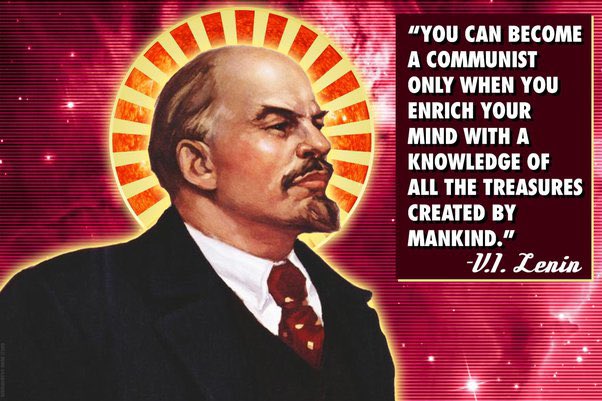 “YOU CAN BECOME
A COMMUNIST
ONLY WHEN YOU
ENRICH YOUR
MIND WITH A
KNOWLEDGE OF
ALL THE TREASURES
CREATED BY
MANKIND.”
-V.I. Lenin